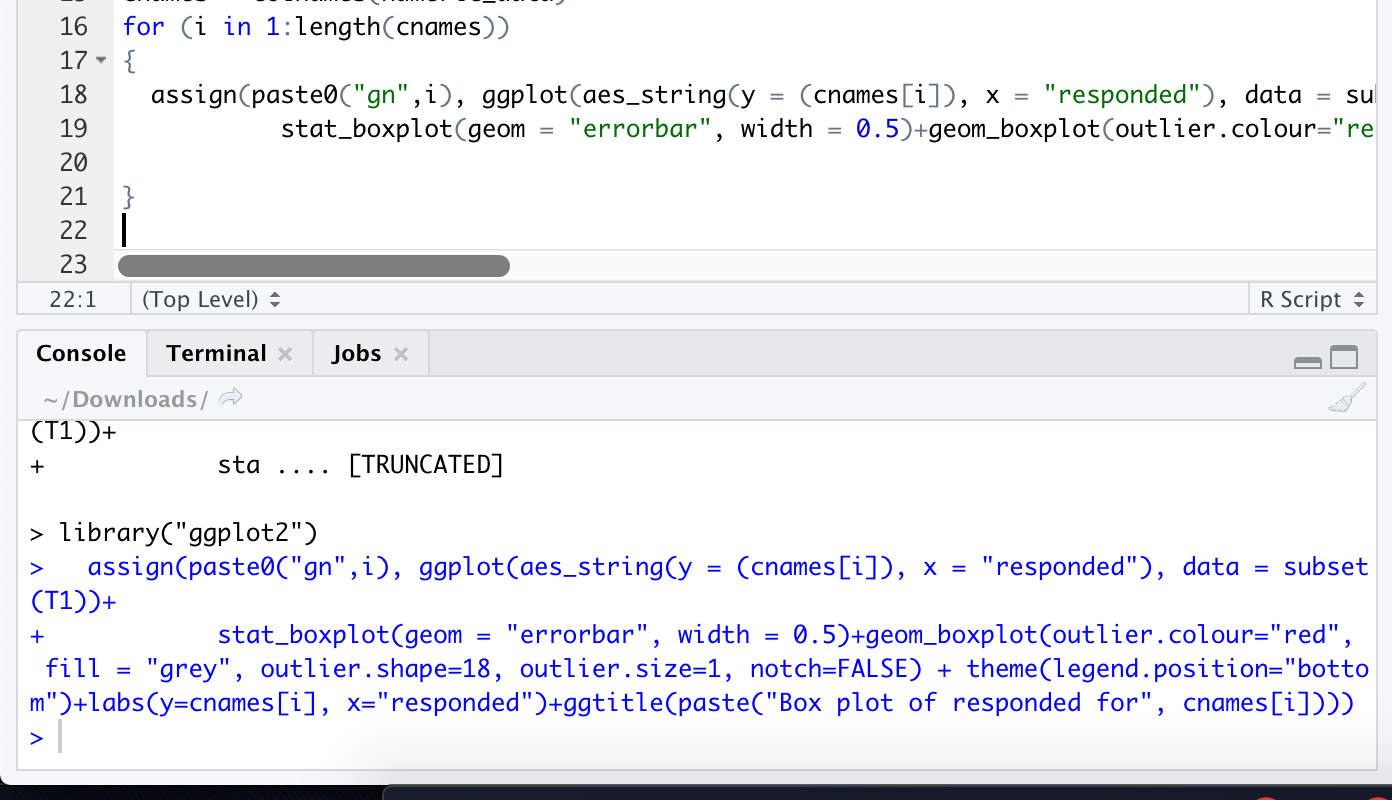 16 for (i in 1:length(cnames))
17 {
18 assign(paste0("gn",i), ggplot(aes_string(y = (cnames[i]), x = "responded"), data = su
19 stat_boxplot(geom = "errorbar", width = 0.5)+geom_boxplot(outlier.colour="re
20
21 }
22
23
22:1 (Top Level) R Script
Console Terminal Jobs
~/Downloads/
(T1))+
+ sta .... [TRUNCATED]
> library("ggplot2")
> assign(paste0("gn",i), ggplot(aes_string(y = (cnames[i]), x = "responded"), data = subset
(T1))+
+ stat_boxplot(geom = "errorbar", width = 0.5)+geom_boxplot(outlier.colour="red",
fill = "grey", outlier.shape=18, outlier.size=1, notch=FALSE) + theme(legend.position="botto
m")+labs(y=cnames[i], x="responded")+ggtitle(paste("Box plot of responded for", cnames[i])))
>